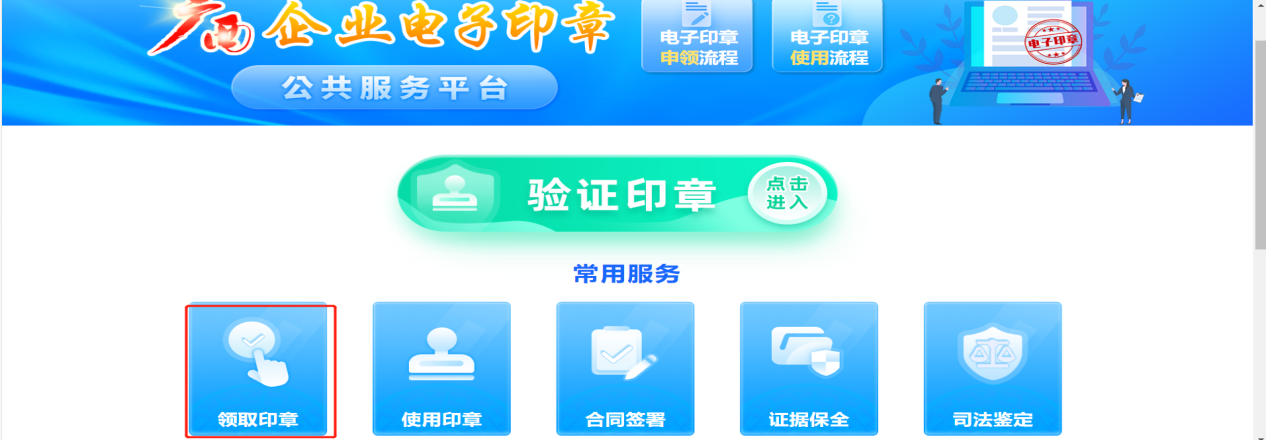 广西企业电子印章
公共服务平台
电子印章
申领流程
电子印章
使用流程
电子印章
验证印章
点击
进入
常用服务
领取印章
使用印章
合同签署
证据保全
司法鉴定